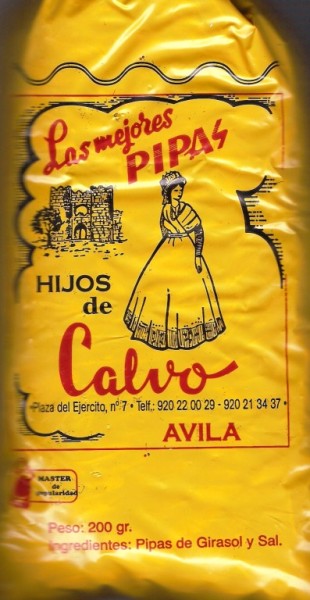 Las mejores
PIPAS
HIJOS
de
Calvo
•Plaza del Ejercito, nº 7 • Telf.: 920 22 00 29 - 920 21 34 37 •
AVILA
MASTER
de
popularidad
Peso: 200 gr.
Ingredientes: Pipas de Girasol y Sal.